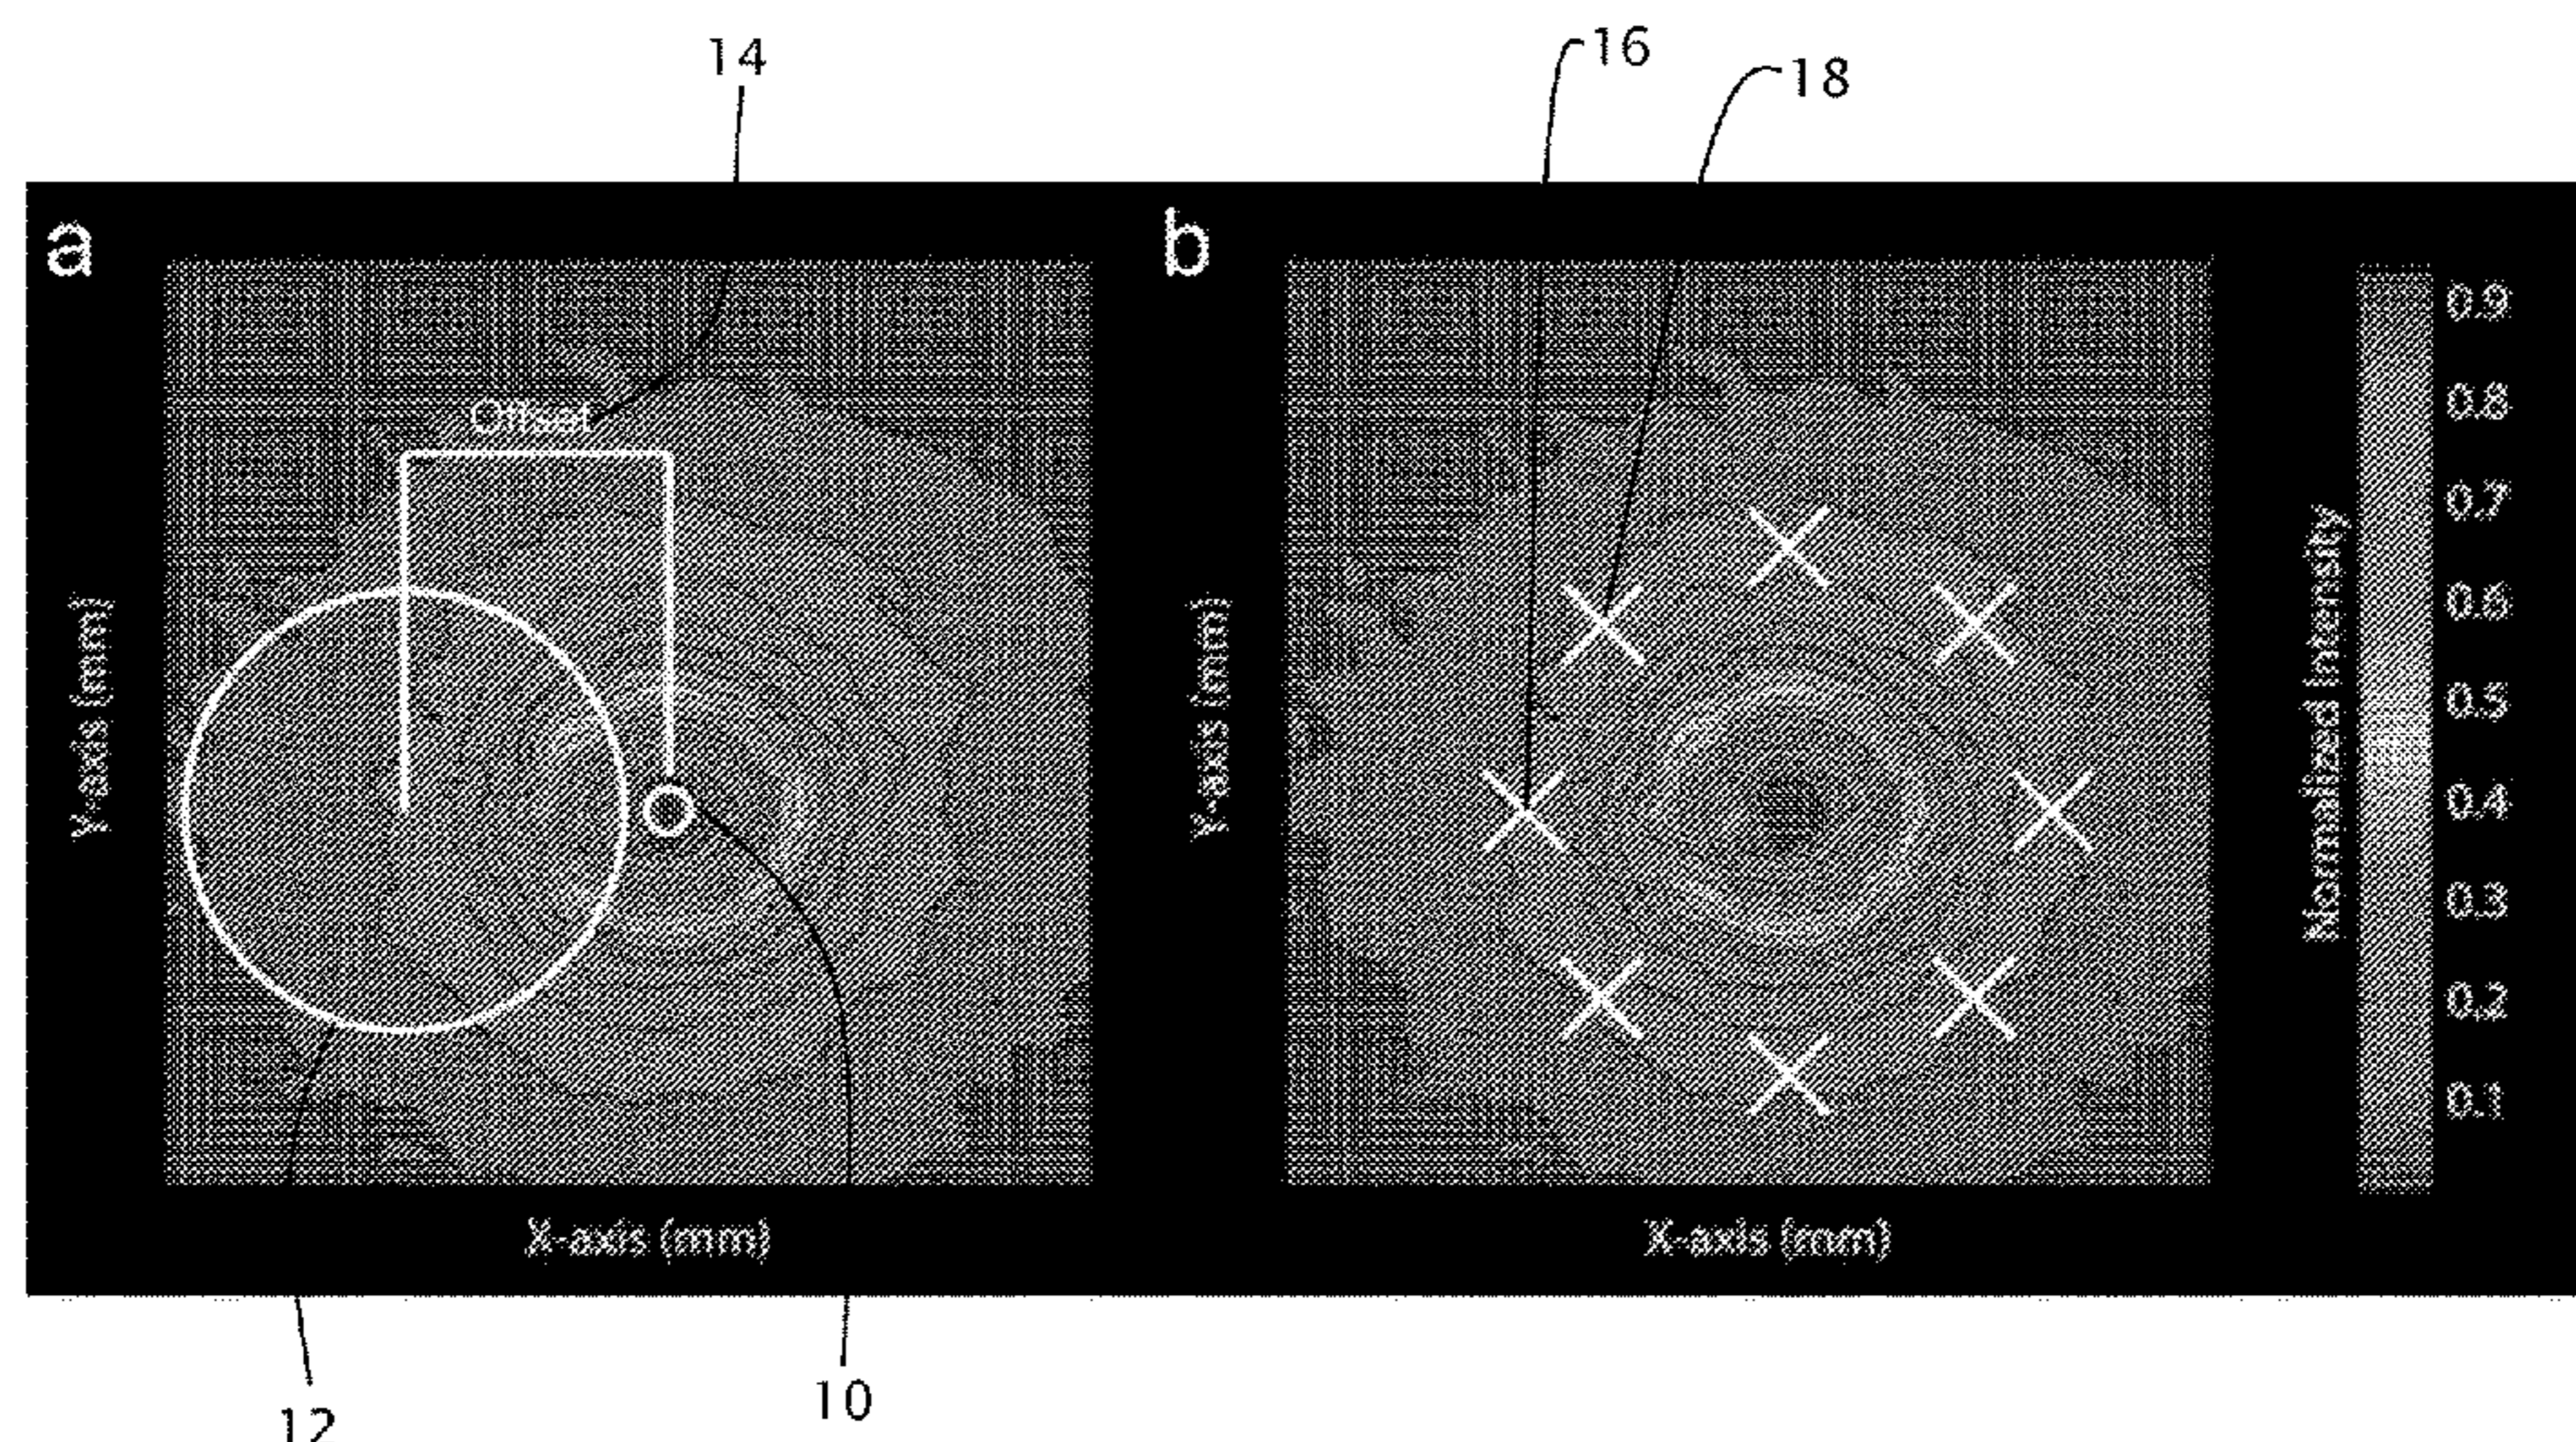 14
16
18
a
b
Offset
Y-axis (mm)
X-axis (mm)
Y-axis (mm)
X-axis (mm)
Normalized Intensity
0.9
0.8
0.7
0.6
0.5
0.4
0.3
0.2
0.1
12
10